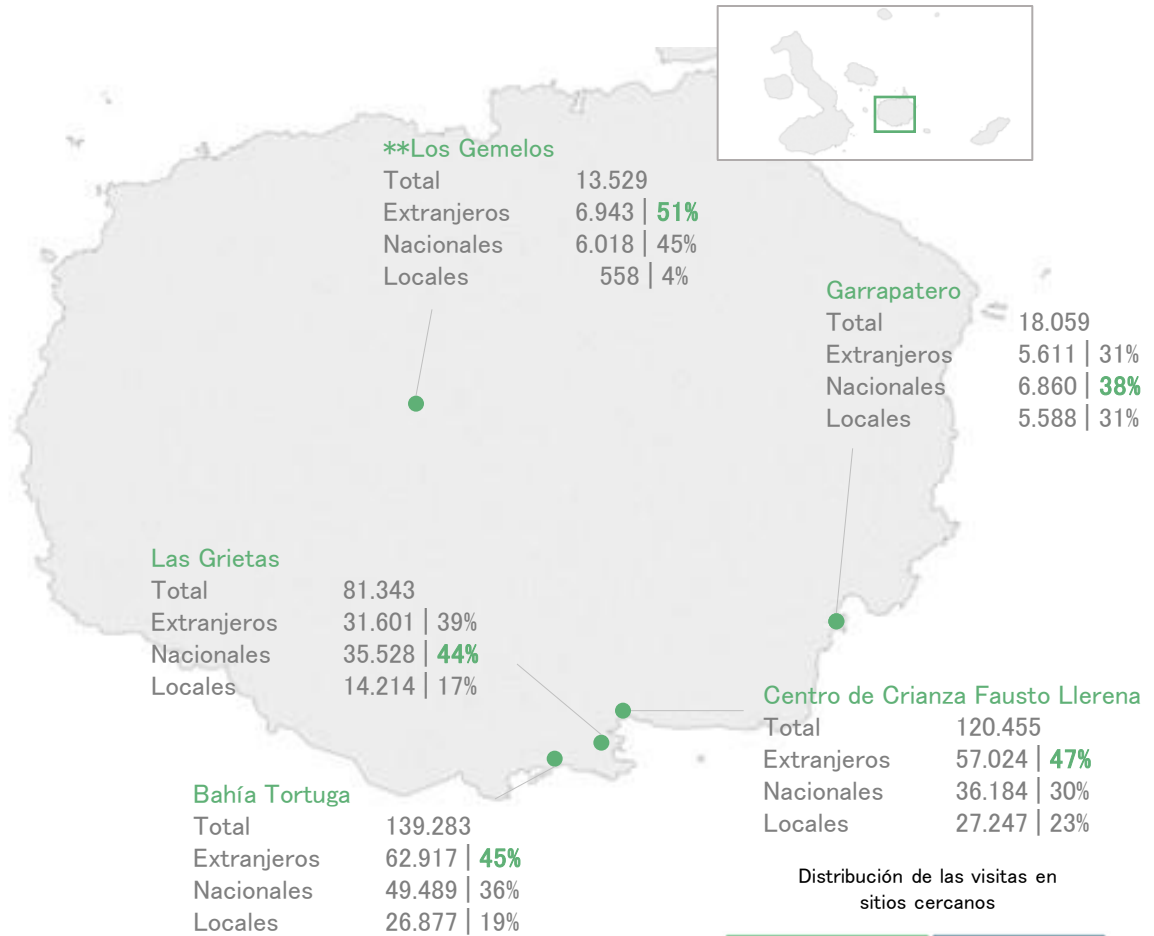 **Los Gemelos
Total 13.529
Extranjeros 6.943 | 51%
Nacionales 6.018 | 45%
Locales 558 | 4%
Garrapatero
Total 18.059
Extranjeros 5.611 | 31%
Nacionales 6.860 | 38%
Locales 5.588 | 31%
Las Grietas
Total 81.343
Extranjeros 31.601 | 39%
Nacionales 35.528 | 44%
Locales 14.214 | 17%
Centro de Crianza Fausto Llerena
Total 120.455
Extranjeros 57.024 | 47%
Nacionales 36.184 | 30%
Locales 27.247 | 23%
Bahía Tortuga
Total 139.283
Extranjeros 62.917 | 45%
Nacionales 49.489 | 36%
Locales 26.877 | 19%
Distribución de las visitas en
sitios cercanos